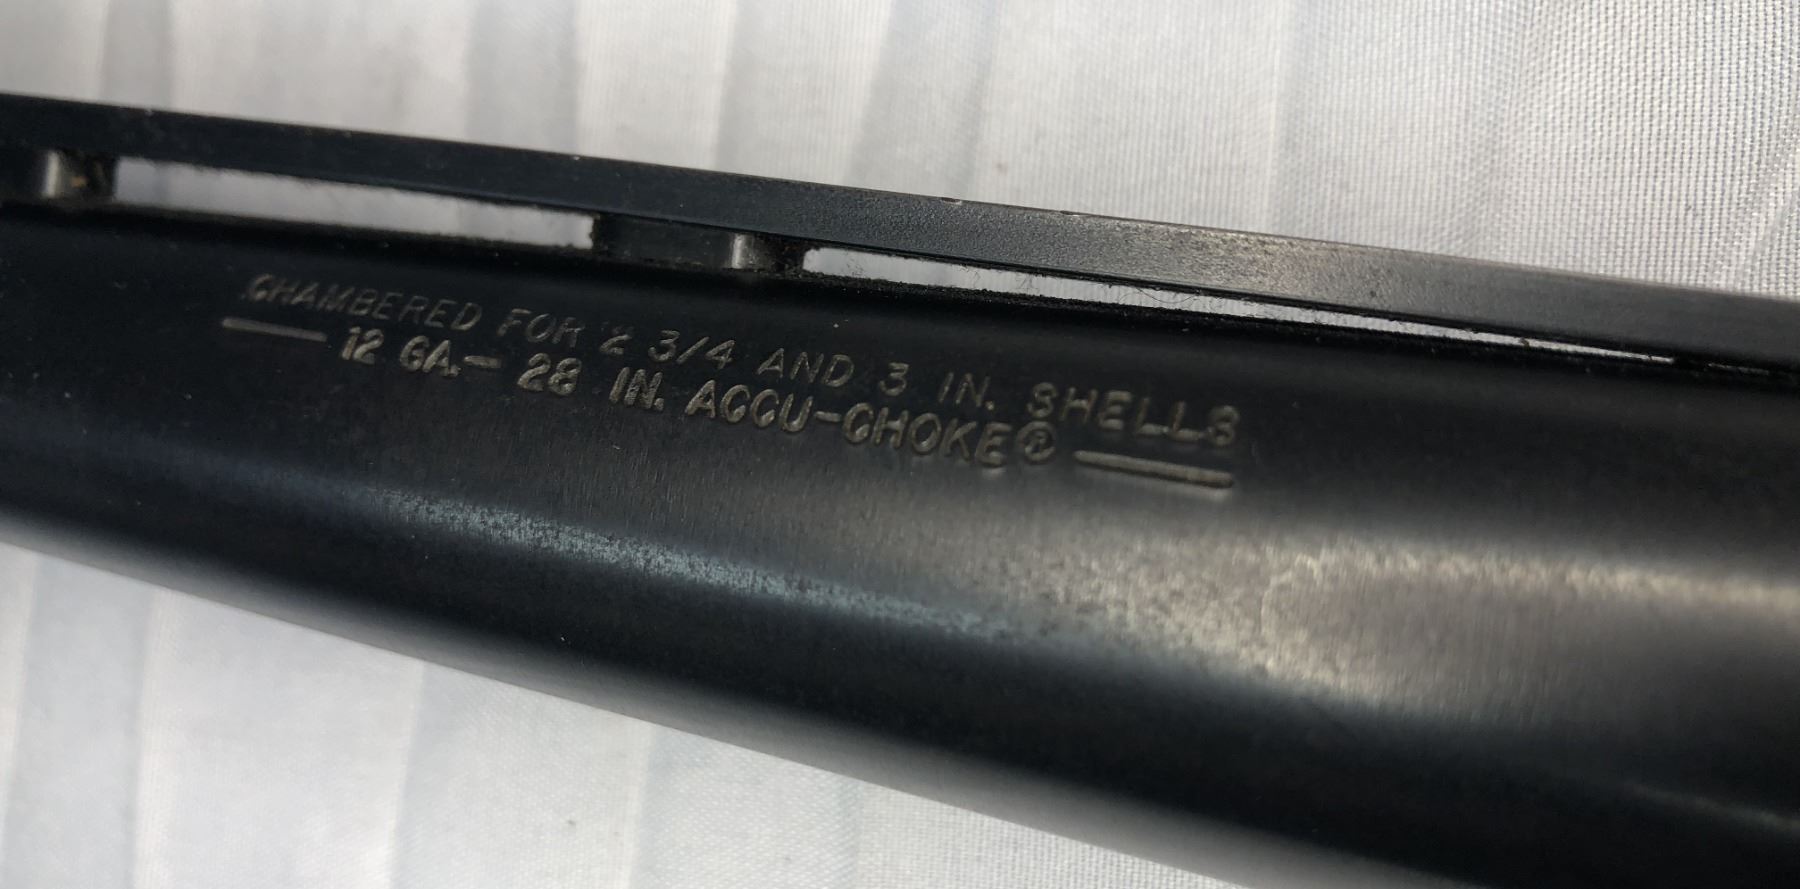 CHAMBERED FOR 2 3/4 AND 3 IN. SHELLS
12 GA.- 28 IN. ACCU-CHOKE®